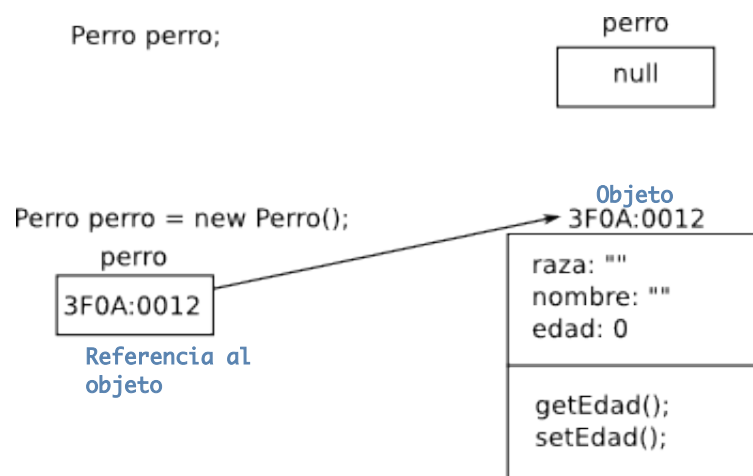 Perro perro;
perro
null
Perro perro = new Perro();
perro
3F0A:0012
Referencia al
objeto
Objeto
3F0A:0012
raza: ""
nombre: ""
edad: 0
getEdad();
setEdad();